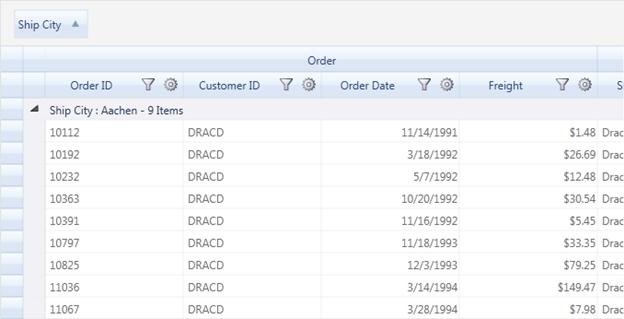 Ship City
Order
Order ID Customer ID Order Date Freight S
Ship City : Aachen - 9 Items
10112 DRACD 11/14/1991 $1.48 Drac
10192 DRACD 3/18/1992 $26.69 Drac
10232 DRACD 5/7/1992 $12.48 Drac
10363 DRACD 10/20/1992 $30.54 Drac
10391 DRACD 11/16/1992 $5.45 Drac
10797 DRACD 11/18/1993 $33.35 Drac
10825 DRACD 12/3/1993 $79.25 Drac
11036 DRACD 3/14/1994 $149.47 Drac
11067 DRACD 3/28/1994 $7.98 Drac